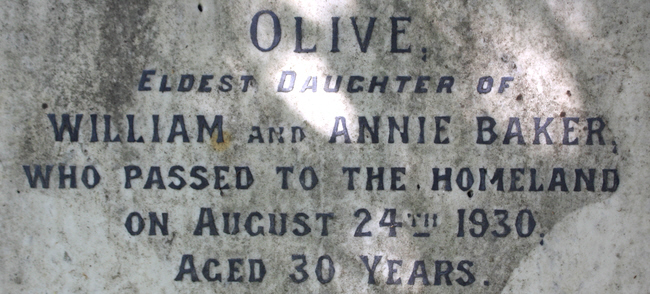 OLIVE,
ELDEST DAUGHTER OF
WILLIAM AND ANNIE BAKER,
WHO PASSED TO THE HOMELAND
ON AUGUST 24TH 1930,
AGED 30 YEARS.